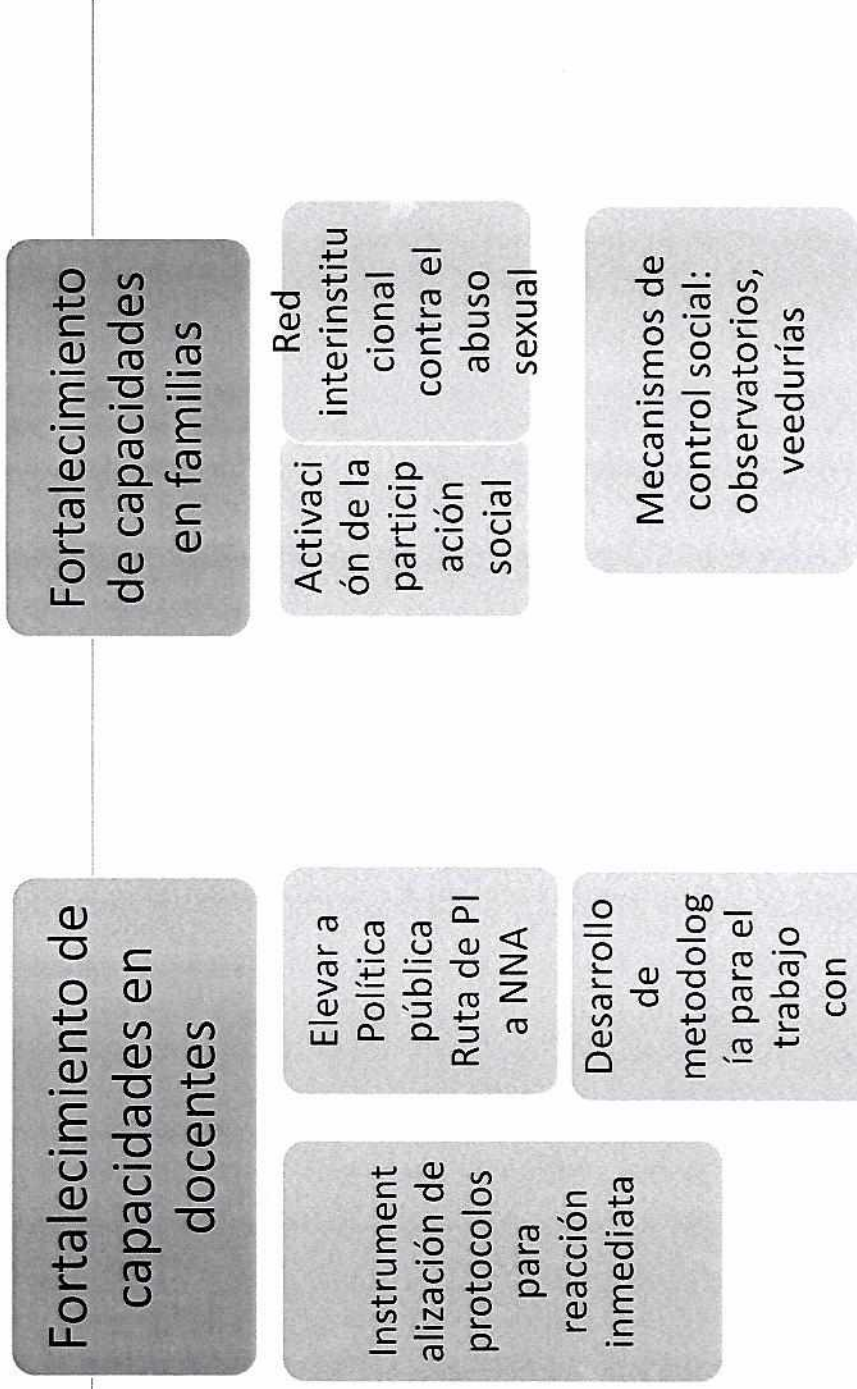 Fortalecimiento de
capacidades en
docentes
Instrument
alización de
protocolos
para
reacción
inmediata
Elevar a
Política
pública
Ruta de PI
a NNA
Desarrollo
de
metodolog
ía para el
trabajo
con
Fortalecimiento
de capacidades
en familias
Activaci
ón de la
particip
ación
social
Red
interinstitu
cional
contra el
abuso
sexual
Mecanismos de
control social:
observatorios,
veedurías